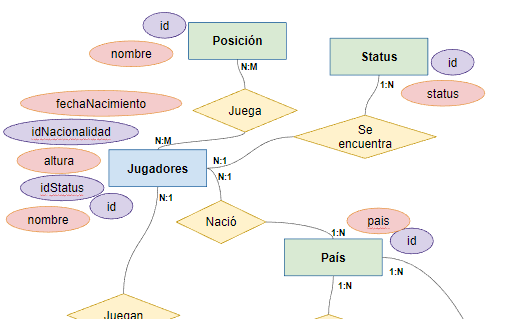 id
Posición
nombre
Status
id
N:M
1:N
status
fechaNacimiento
Juega
idNacionalidad
Se
encuentra
N:M
altura
N:1
Jugadores
N:1
idStatus
N:1
id
nombre
Nació
pais
1:N
id
País
1:N
1:N
Juegan